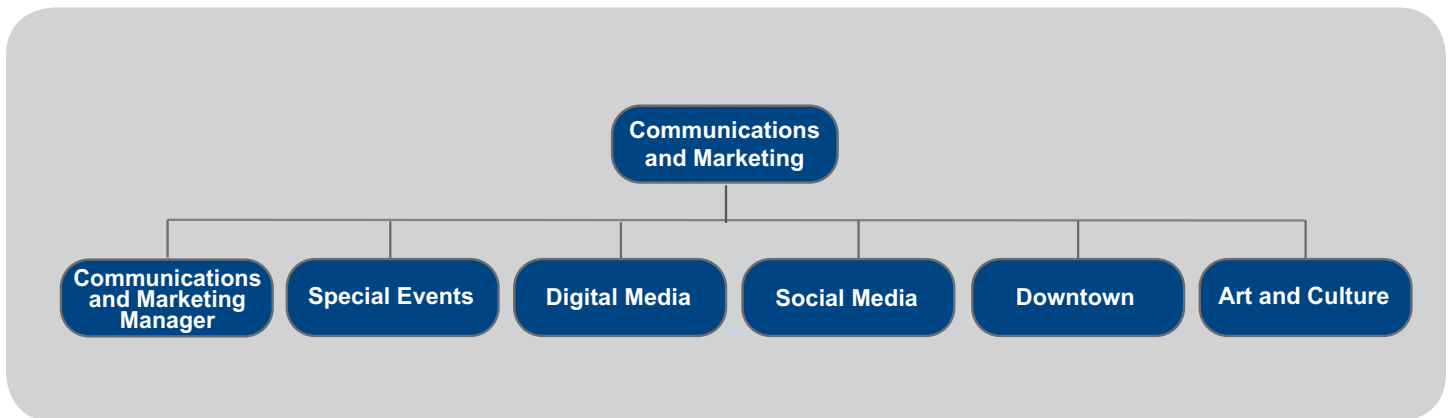 Communications
and Marketing
Communications
and Marketing
Manager
Special Events
Digital Media
Social Media
Downtown
Art and Culture